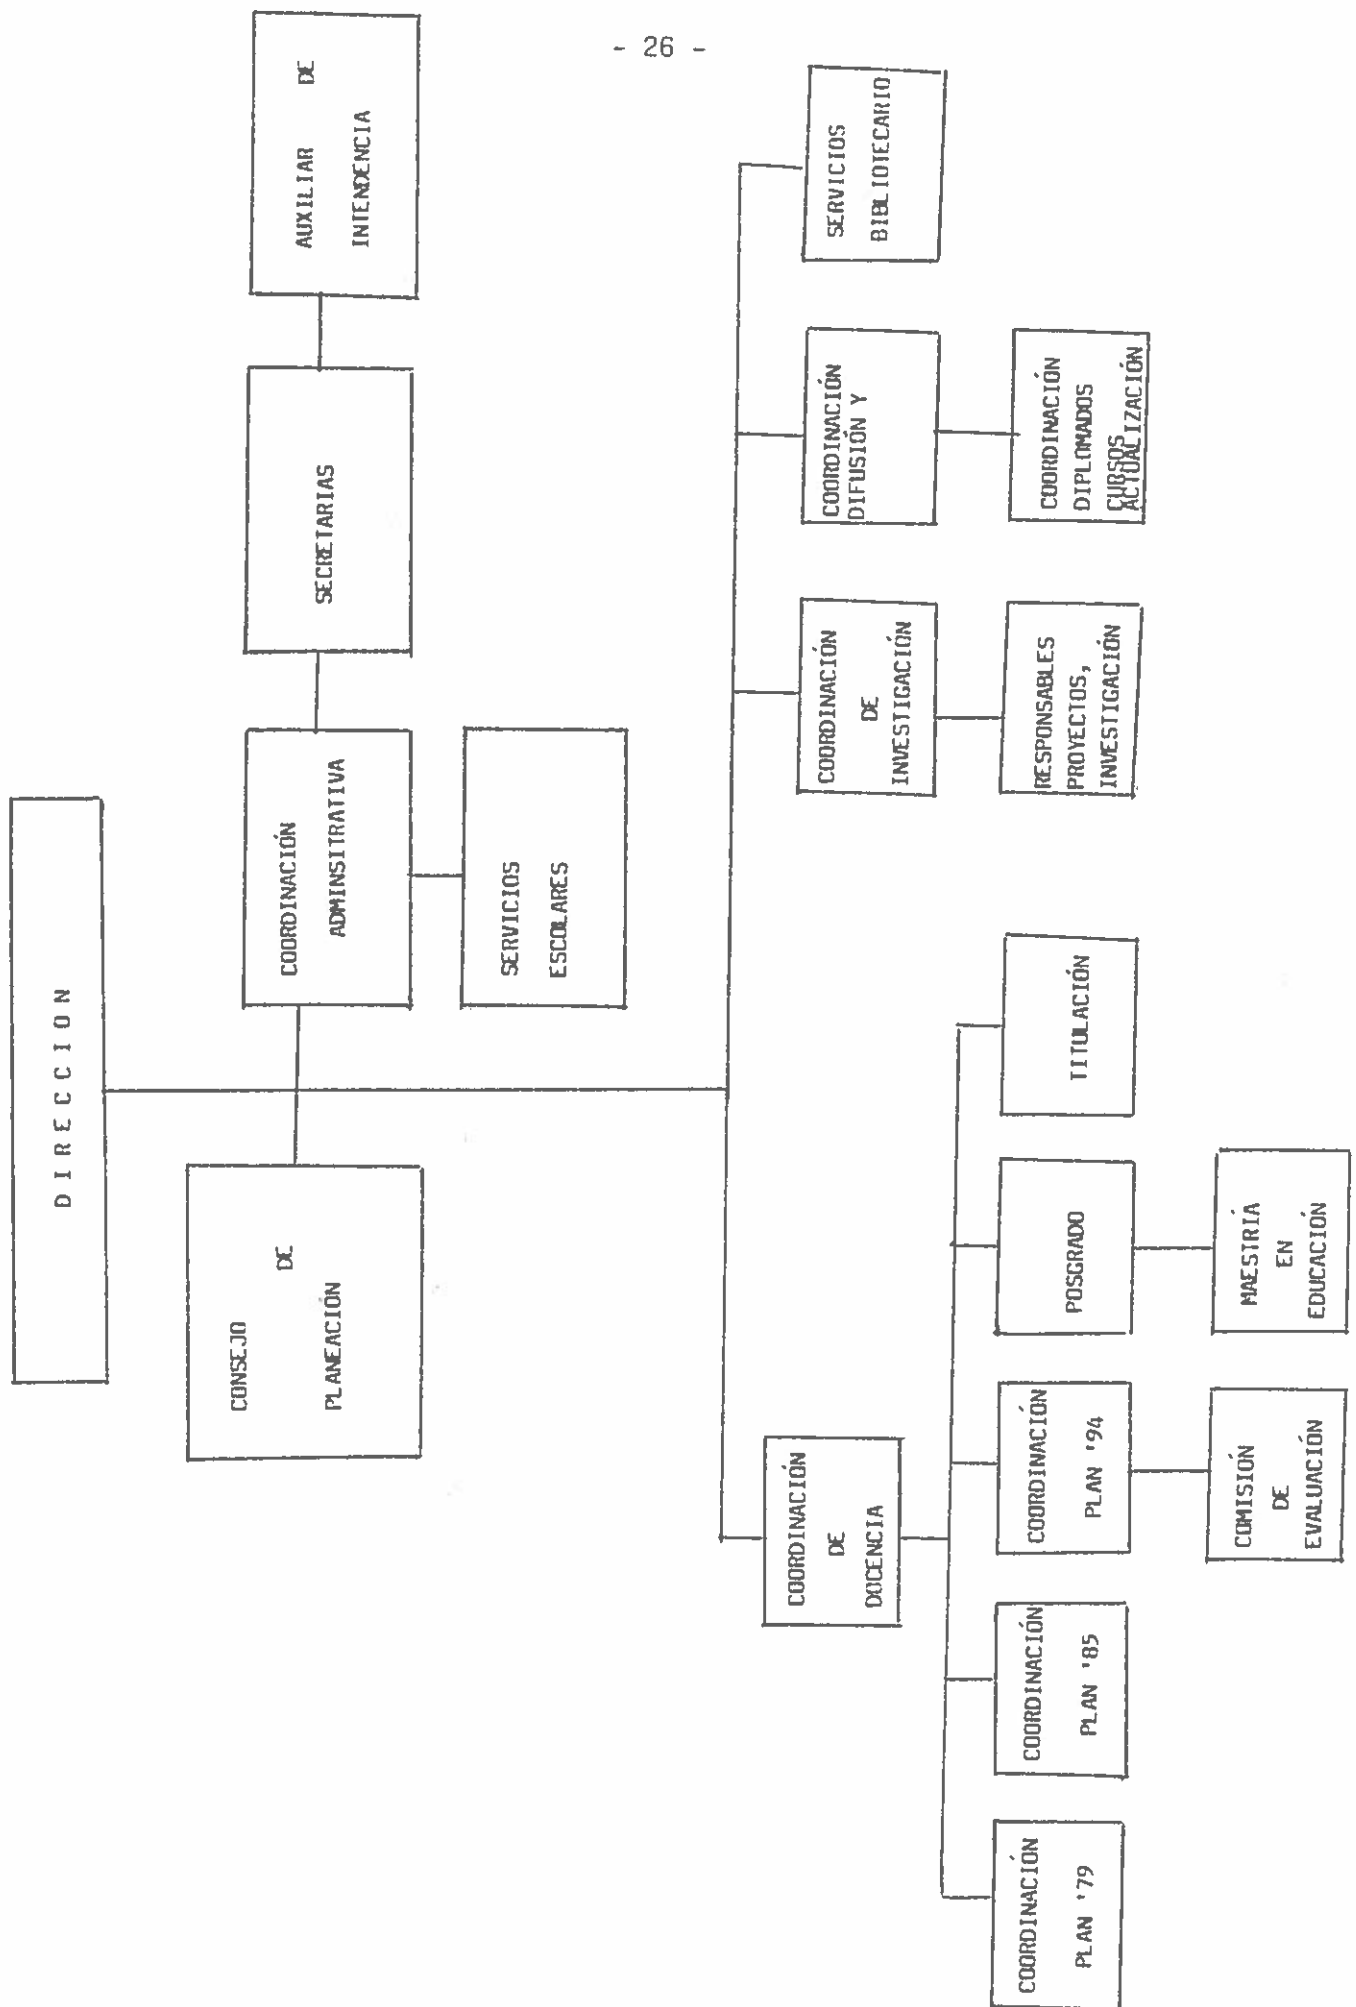 - 26 -
D I R E C C I O N
CONSEJO
DE
PLANEACIÓN
COORDINACIÓN
ADMINSITRATIVA
SECRETARIAS
AUXILIAR DE
INTENDENCIA
SERVICIOS
ESCOLARES
COORDINACIÓN
DE
DOCENCIA
COORDINACIÓN
DE
INVESTIGACIÓN
COORDINACIÓN
DIFUSIÓN Y
SERVICIOS
BIBLIOTECARIO
COORDINACIÓN
PLAN '79
COORDINACIÓN
PLAN '85
COORDINACIÓN
PLAN '94
POSGRADO
TITULACIÓN
RESPONSABLES
PROYECTOS,
INVESTIGACIÓN
COORDINACIÓN
DIPLOMADOS
CURSOS
ACTUALIZACIÓN
COMISIÓN
DE
EVALUACIÓN
MAESTRÍA
EN
EDUCACIÓN